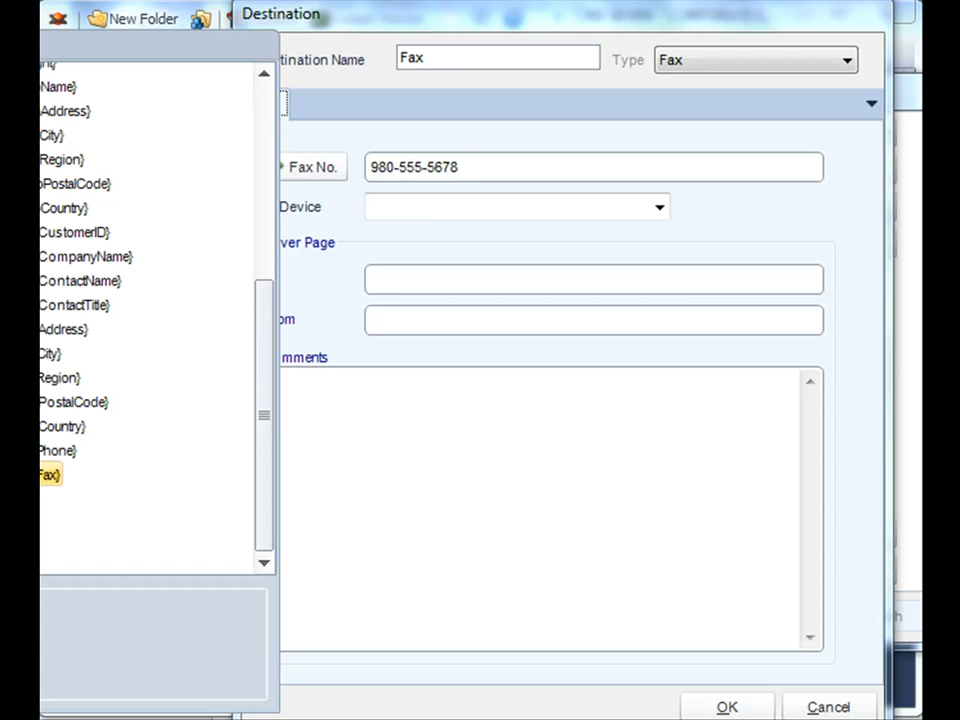 New Folder
Destination
tination Name
Fax
Type
Fax
Name}
Address}
City}
Region}
PostalCode}
Country}
CustomerID}
CompanyName}
ContactName}
ContactTitle}
Address}
City}
Region}
PostalCode}
Country}
Phone}
Fax}
Fax No.
980-555-5678
Device
ver Page
om
mments
OK
Cancel